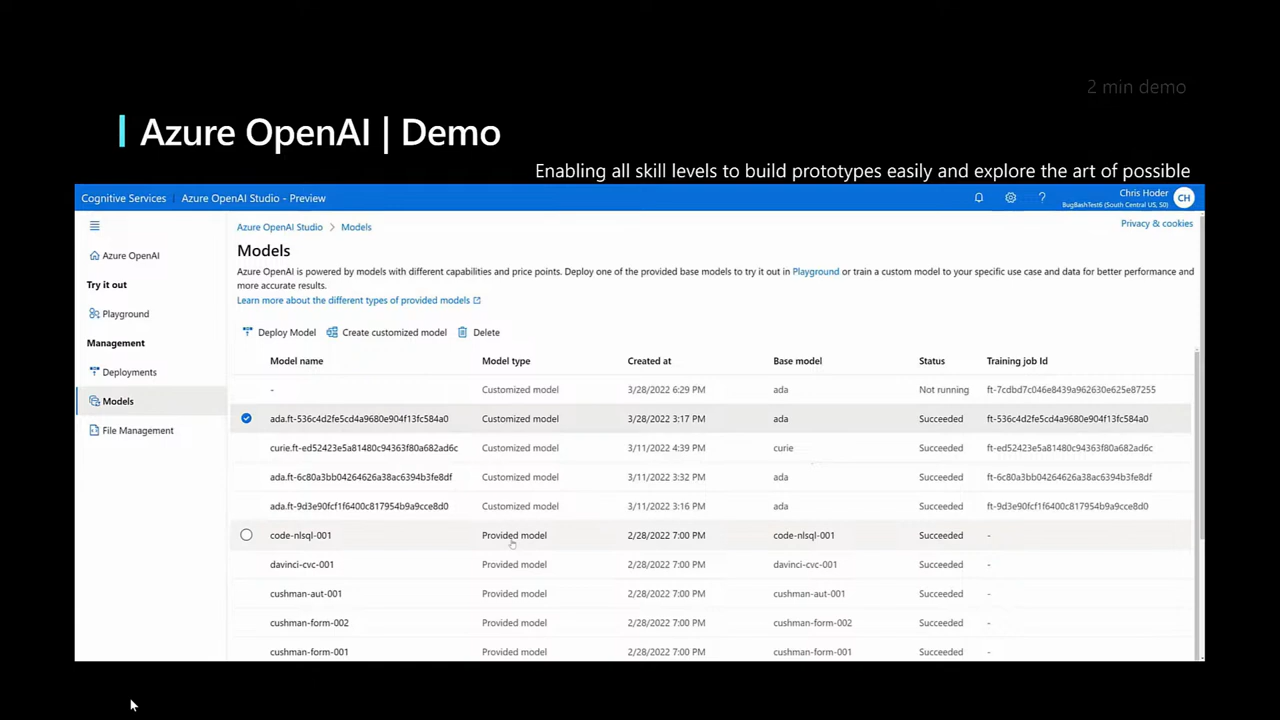 2 min demo
Azure OpenAI | Demo
Enabling all skill levels to build prototypes easily and explore the art of possible
Cognitive Services | Azure OpenAI Studio - Preview
Chris Hoder
BugBashTest6 (South Central US, S0)
CH
Privacy & cookies
Azure OpenAI
Try it out
Playground
Management
Deployments
Models
File Management
Azure OpenAI Studio > Models
Models
Azure OpenAI is powered by models with different capabilities and price points. Deploy one of the provided base models to try it out in Playground or train a custom model to your specific use case and data for better performance and
more accurate results.
Learn more about the different types of provided models
Deploy Model Create customized model Delete
Model name Model type Created at Base model Status Training job Id
- Customized model 3/28/2022 6:29 PM ada Not running ft-7cdbd7c046e8439a962630e625e87255
ada.ft-536c4d2fe5cd4a9680e904f13fc584a0 Customized model 3/28/2022 3:17 PM ada Succeeded ft-536c4d2fe5cd4a9680e904f13fc584a0
curie.ft-ed52423e5a81480c94363f80a682ad6c Customized model 3/11/2022 4:39 PM curie Succeeded ft-ed52423e5a81480c94363f80a682ad6c
ada.ft-6c80a3bb04264626a38ac6394b3fe8df Customized model 3/11/2022 3:32 PM ada Succeeded ft-6c80a3bb04264626a38ac6394b3fe8df
ada.ft-9d3e90fcf1f6400c817954b9a9cce8d0 Customized model 3/11/2022 3:16 PM ada Succeeded ft-9d3e90fcf1f6400c817954b9a9cce8d0
code-nlsql-001 Provided model 2/28/2022 7:00 PM code-nlsql-001 Succeeded -
davinci-cvc-001 Provided model 2/28/2022 7:00 PM davinci-cvc-001 Succeeded -
cushman-aut-001 Provided model 2/28/2022 7:00 PM cushman-aut-001 Succeeded -
cushman-form-002 Provided model 2/28/2022 7:00 PM cushman-form-002 Succeeded -
cushman-form-001 Provided model 2/28/2022 7:00 PM cushman-form-001 Succeeded -